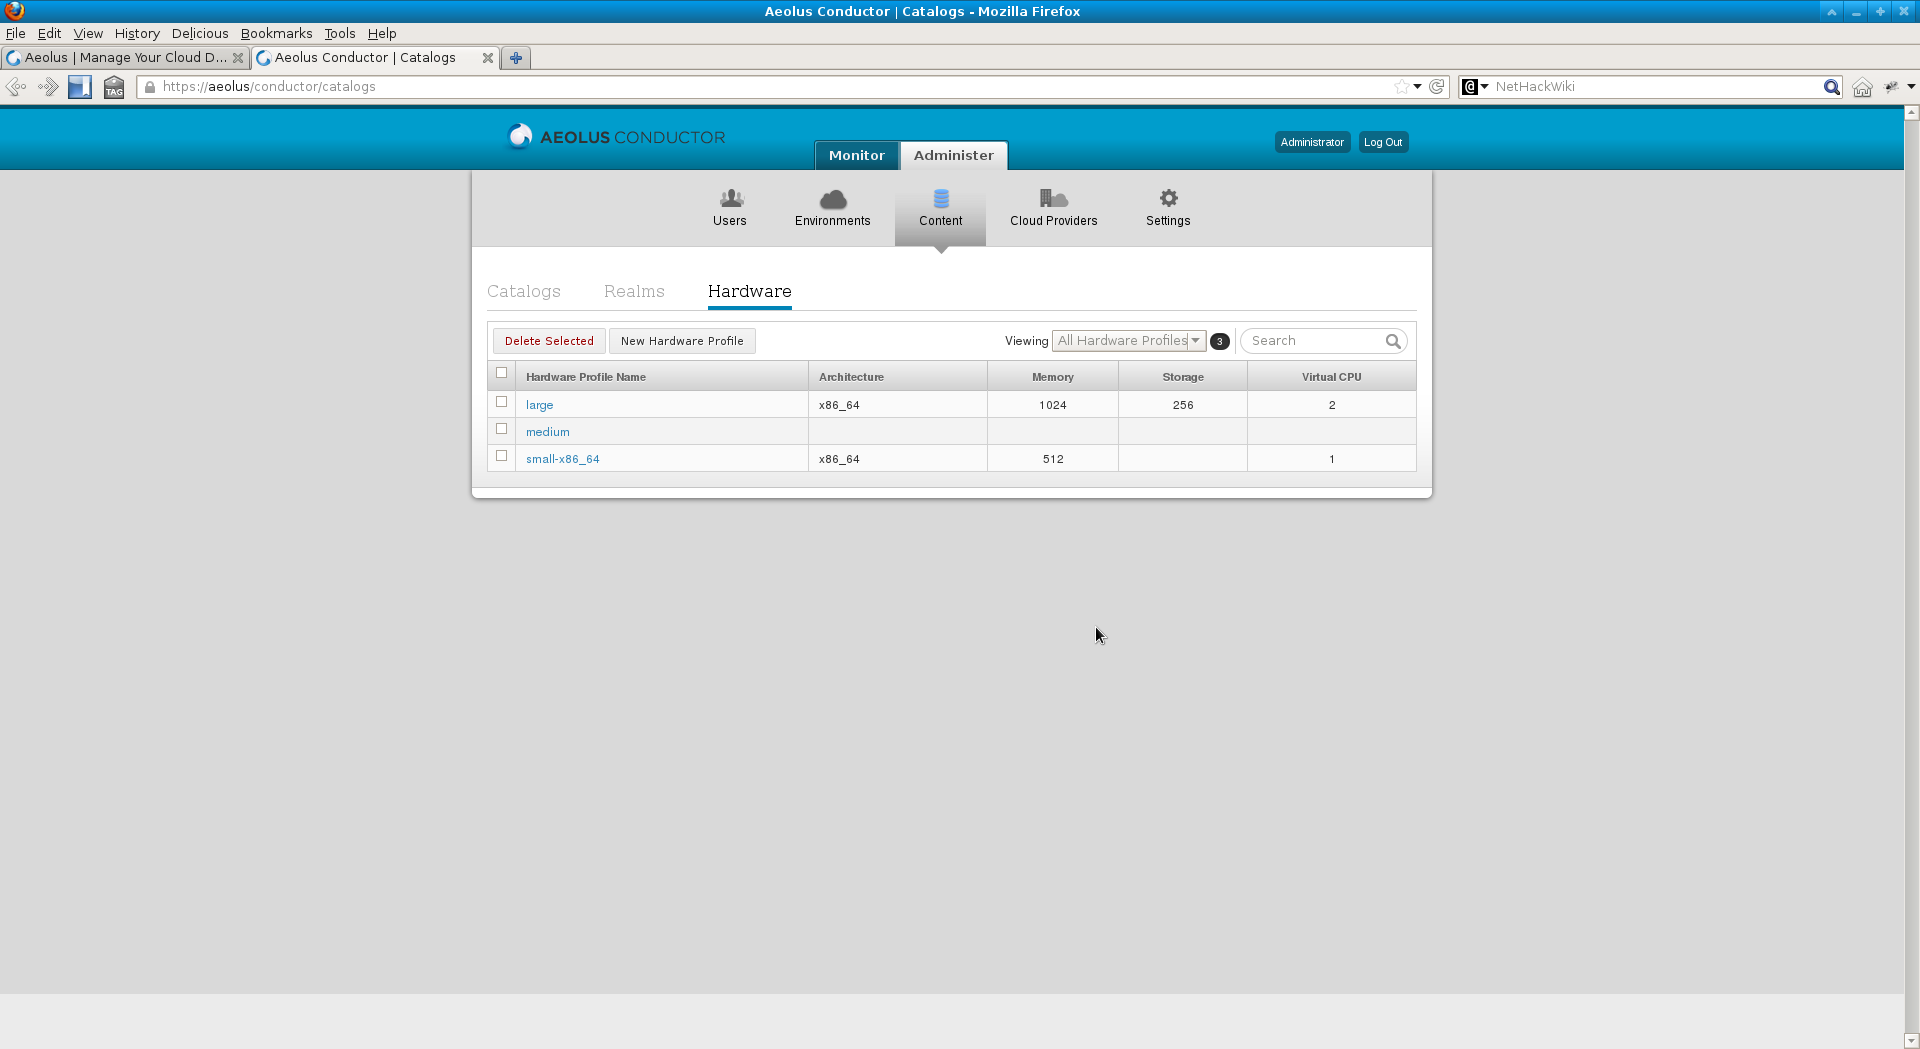 Aeolus Conductor | Catalogs - Mozilla Firefox
File Edit View History Delicious Bookmarks Tools Help
Aeolus | Manage Your Cloud D... Aeolus Conductor | Catalogs
TAG https://aeolus/conductor/catalogs @ NetHackWiki
AEOLUS CONDUCTOR
Monitor Administer
Administrator Log Out
Users Environments Content Cloud Providers Settings
Catalogs Realms Hardware
Delete Selected New Hardware Profile Viewing All Hardware Profiles 3 Search
Hardware Profile Name Architecture Memory Storage Virtual CPU
large x86_64 1024 256 2
medium
small-x86_64 x86_64 512 1